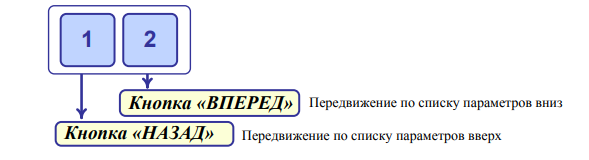 1 2
Кнопка «ВПЕРЕД» Передвижение по списку параметров вниз
Кнопка «НАЗАД» Передвижение по списку параметров вверх